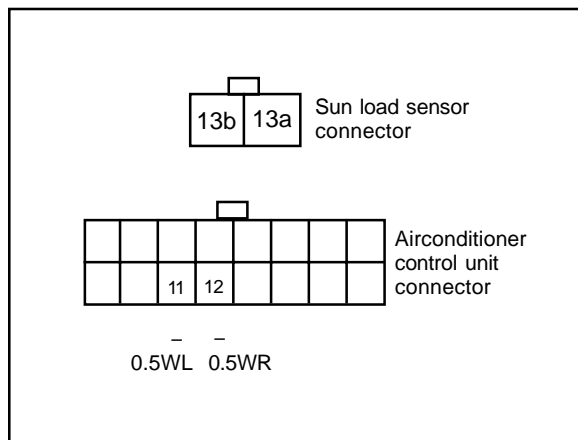 13b 13a
Sun load sensor
connector
Airconditioner
control unit
connector
11 12
– –
0.5WL 0.5WR